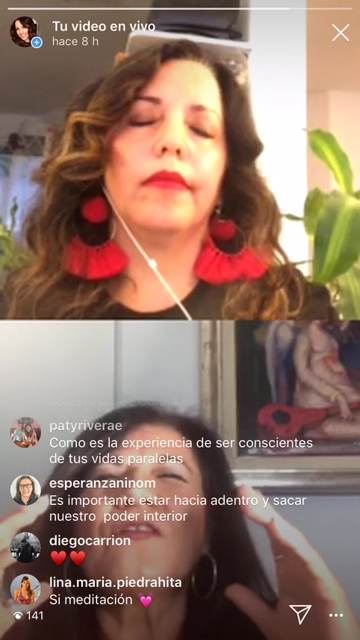 Tu video en vivo
hace 8 h
patyriverae
Como es la experiencia de ser conscientes
de tus vidas paralelas
esperanzaninom
Es importante estar hacia adentro y sacar
nuestro poder interior
diegocarrion
❤️❤️
lina.maria.piedrahita
Si meditación 💓
141